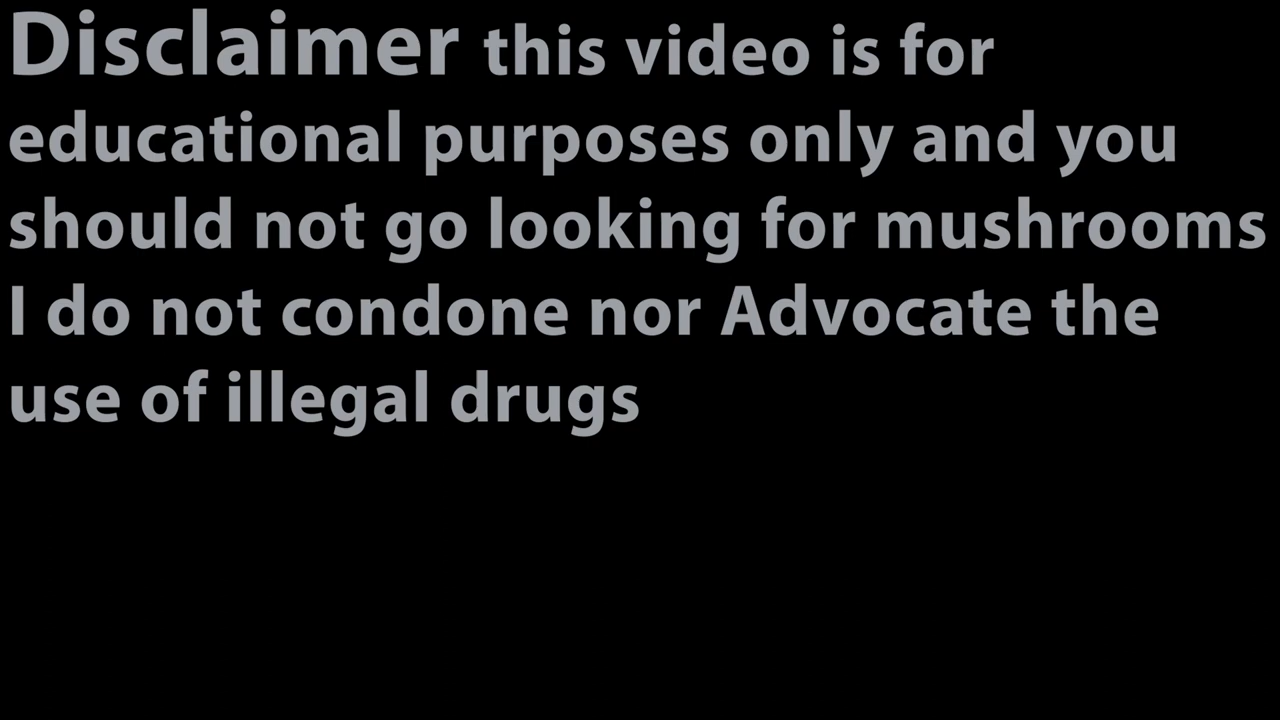 Disclaimer this video is for
educational purposes only and you
should not go looking for mushrooms
I do not condone nor Advocate the
use of illegal drugs